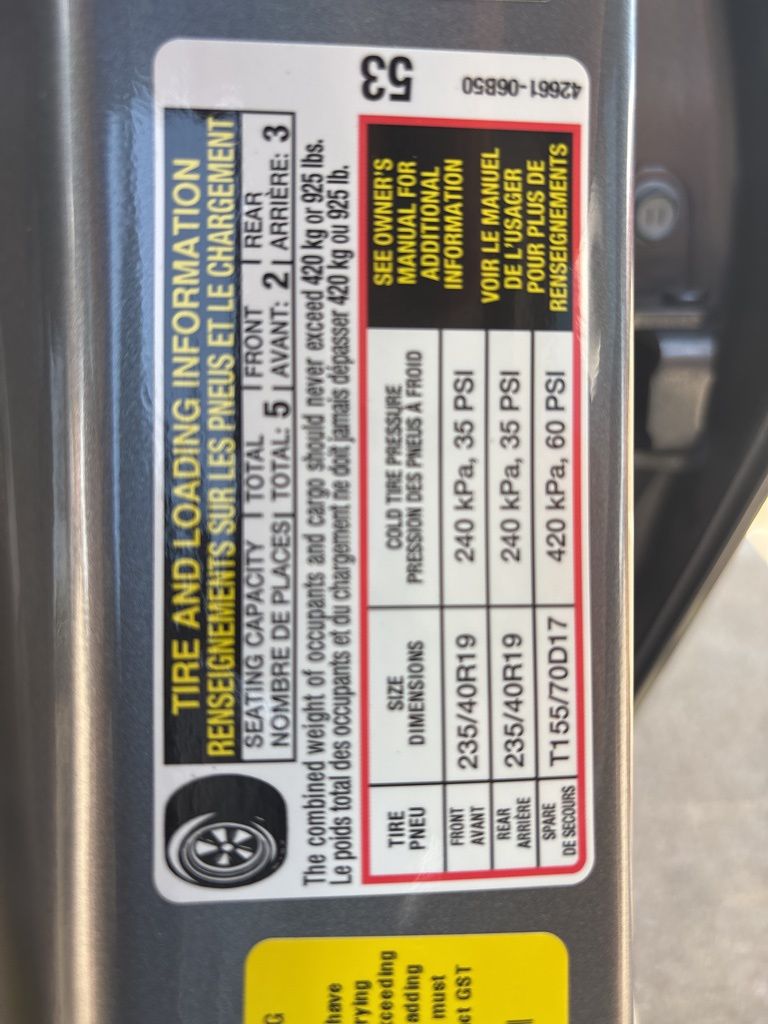 TIRE AND LOADING INFORMATION
RENSEIGNEMENTS SUR LES PNEUS ET LE CHARGEMENT
SEATING CAPACITY | TOTAL | FRONT | REAR
NOMBRE DE PLACES | TOTAL: 5 | AVANT: 2 | ARRIÈRE: 3
The combined weight of occupants and cargo should never exceed 420 kg or 925 lbs.
Le poids total des occupants et du chargement ne doit jamais dépasser 420 kg ou 925 lb.
53
TIRE SIZE COLD TIRE PRESSURE
PNEU DIMENSIONS PRESSION DES PNEUS À FROID
FRONT
AVANT
235/40R19 240 kPa, 35 PSI
REAR
ARRIÈRE
235/40R19 240 kPa, 35 PSI
SPARE
DE SECOURS
T155/70D17 420 kPa, 60 PSI
SEE OWNER'S
MANUAL FOR
ADDITIONAL
INFORMATION
VOIR LE MANUEL
DE L'USAGER
POUR PLUS DE
RENSEIGNEMENTS
42661-06B50
G
have
rying
ceeding
adding
must
ct GST